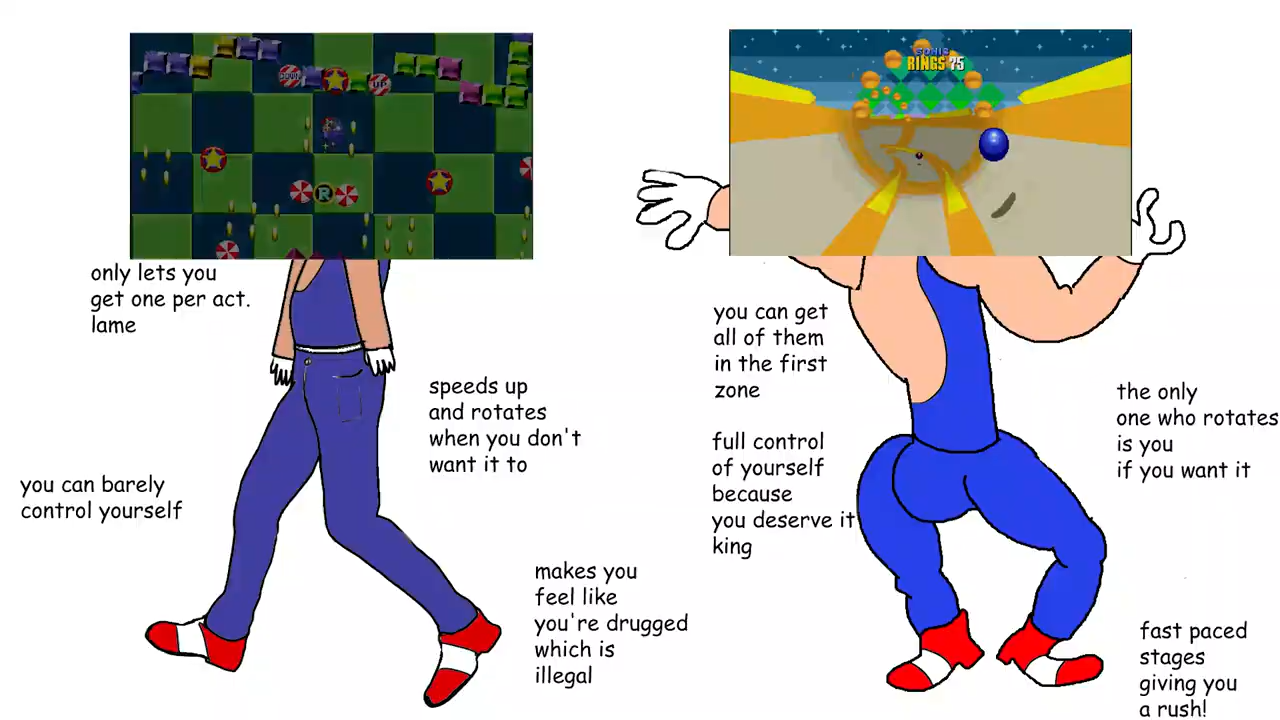 UP
R
SONIC
RINGS 75
only lets you
get one per act.
lame
speeds up
and rotates
when you don't
want it to
you can barely
control yourself
makes you
feel like
you're drugged
which is
illegal
you can get
all of them
in the first
zone
full control
of yourself
because
you deserve it
king
the only
one who rotates
is you
if you want it
fast paced
stages
giving you
a rush!